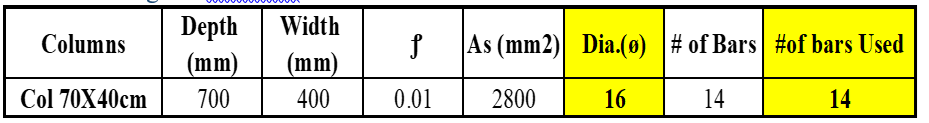 Columns Depth (mm) Width (mm) ƒ As (mm2) Dia.(ø) # of Bars #of bars Used
Col 70X40cm 700 400 0.01 2800 16 14 14